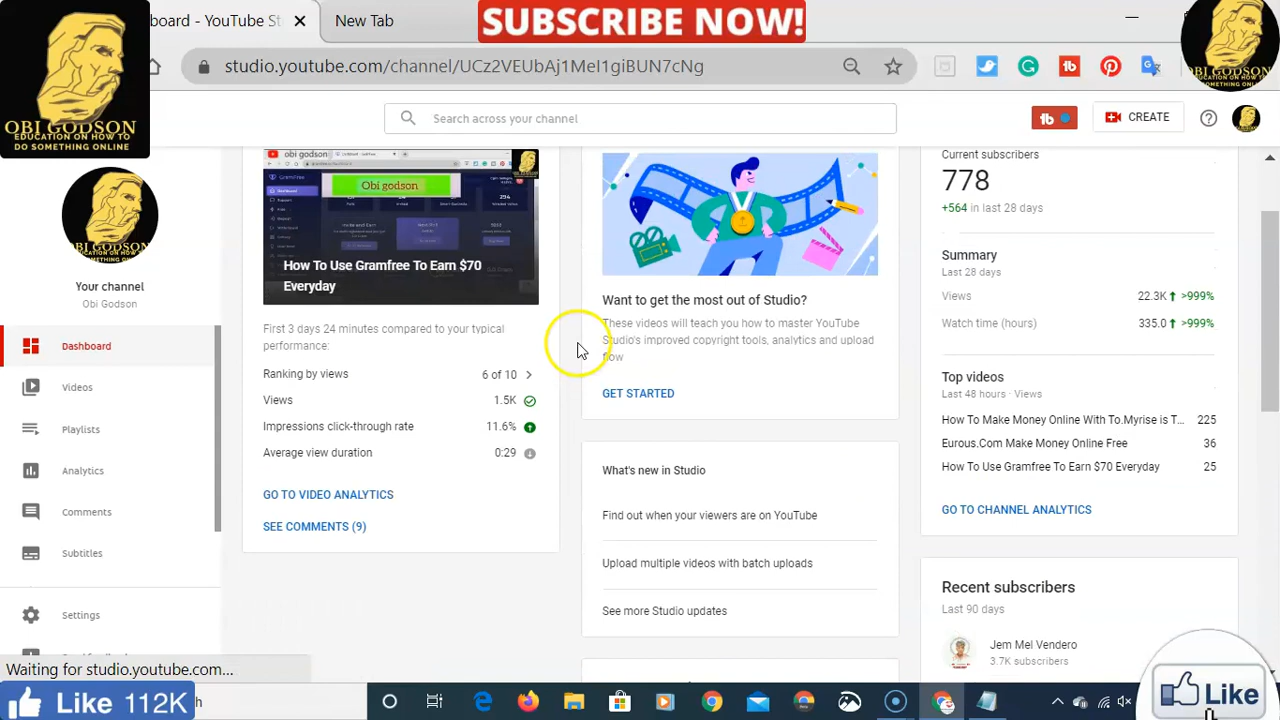 board - YouTube St
New Tab
SUBSCRIBE NOW!
studio.youtube.com/channel/UCz2VEUbAj1Mel1giBUN7cNg
OBI GODSON
EDUCATION ON HOW TO
DO SOMETHING ONLINE
OBI GODSON
Search across your channel
CREATE
Your channel
Obi Godson
Dashboard
Videos
Playlists
Analytics
Comments
Subtitles
Settings
obi godson
Obi godson
How To Use Gramfree To Earn $70
Everyday
First 3 days 24 minutes compared to your typical
performance:
Ranking by views 6 of 10
Views 1.5K
Impressions click-through rate 11.6%
Average view duration 0:29
GO TO VIDEO ANALYTICS
SEE COMMENTS (9)
Want to get the most out of Studio?
These videos will teach you how to master YouTube
Studio's improved copyright tools, analytics and upload
flow
GET STARTED
What's new in Studio
Find out when your viewers are on YouTube
Upload multiple videos with batch uploads
See more Studio updates
Current subscribers
778
+564 in last 28 days
Summary
Last 28 days
Views 22.3K >999%
Watch time (hours) 335.0 >999%
Top videos
Last 48 hours · Views
How To Make Money Online With To.Myrise is T... 225
Eurous.Com Make Money Online Free 36
How To Use Gramfree To Earn $70 Everyday 25
GO TO CHANNEL ANALYTICS
Recent subscribers
Last 90 days
Jem Mel Vendero
3.7K subscribers
Waiting for studio.youtube.com...
Like 112K
Like